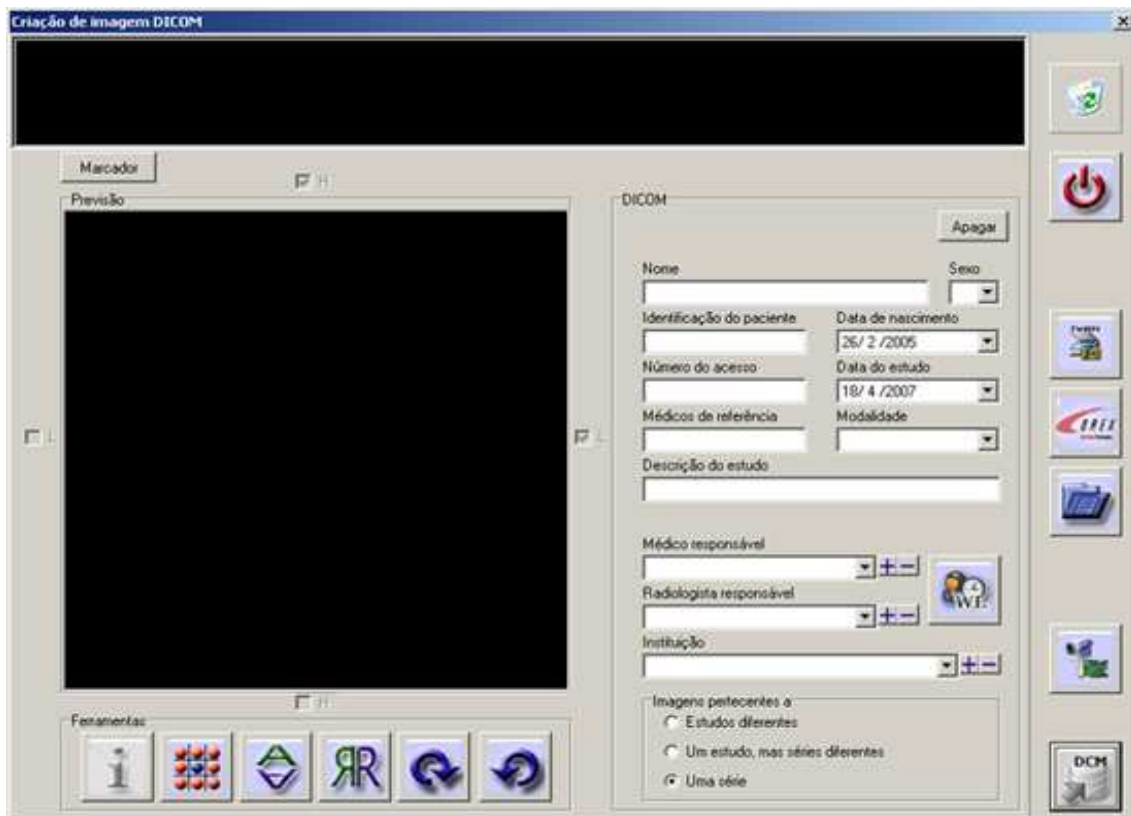 Criação de imagem DICOM
Marcador
H
Previsão
DICOM
Apagar
Nome
Sexo
Identificação do paciente
Data de nascimento
26/ 2 /2005
Número do acesso
Data do estudo
18/ 4 /2007
Médicos de referência
Modalidade
L
L
Descrição do estudo
Médico responsável
Radiologista responsável
Instituição
H
Imagens pertecentes a
Estudos diferentes
Um estudo, mas séries diferentes
Uma série
Ferramentas
i
RR
DCM